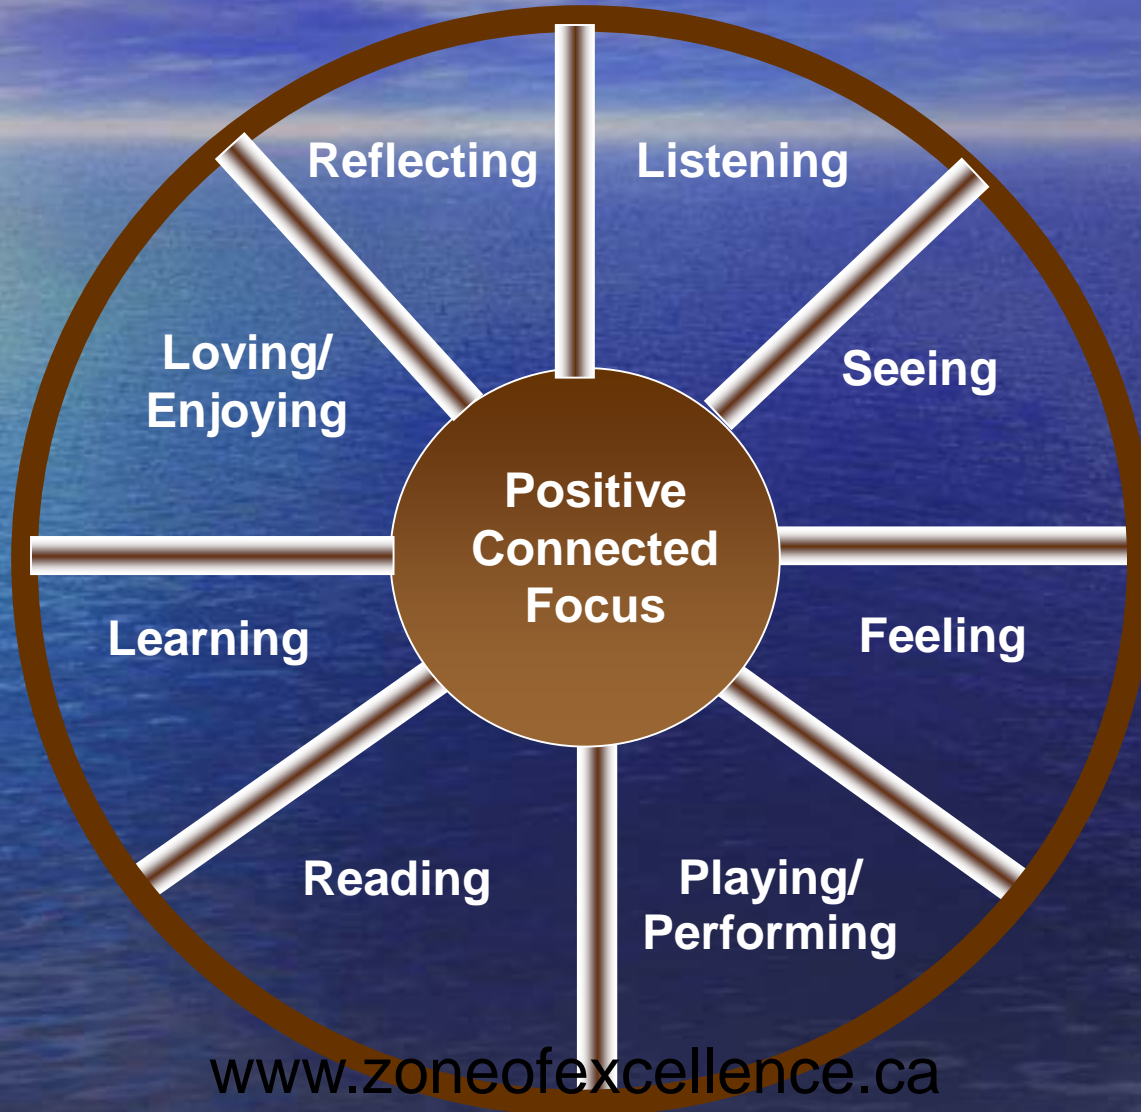 Reflecting
Listening
Loving/
Enjoying
Seeing
Positive
Connected
Focus
Learning
Feeling
Reading
Playing/
Performing
www.zoneofexcellence.ca